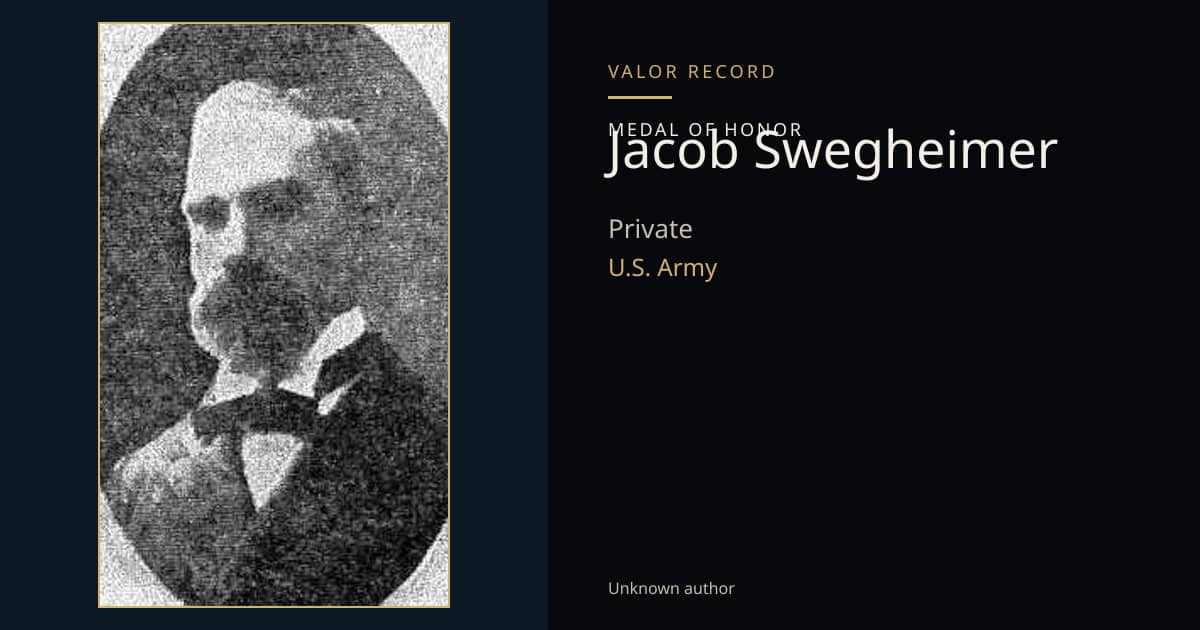 VALOR RECORD
MEDAL OF HONOR
Jacob Swegheimer
Private
U.S. Army
Unknown author